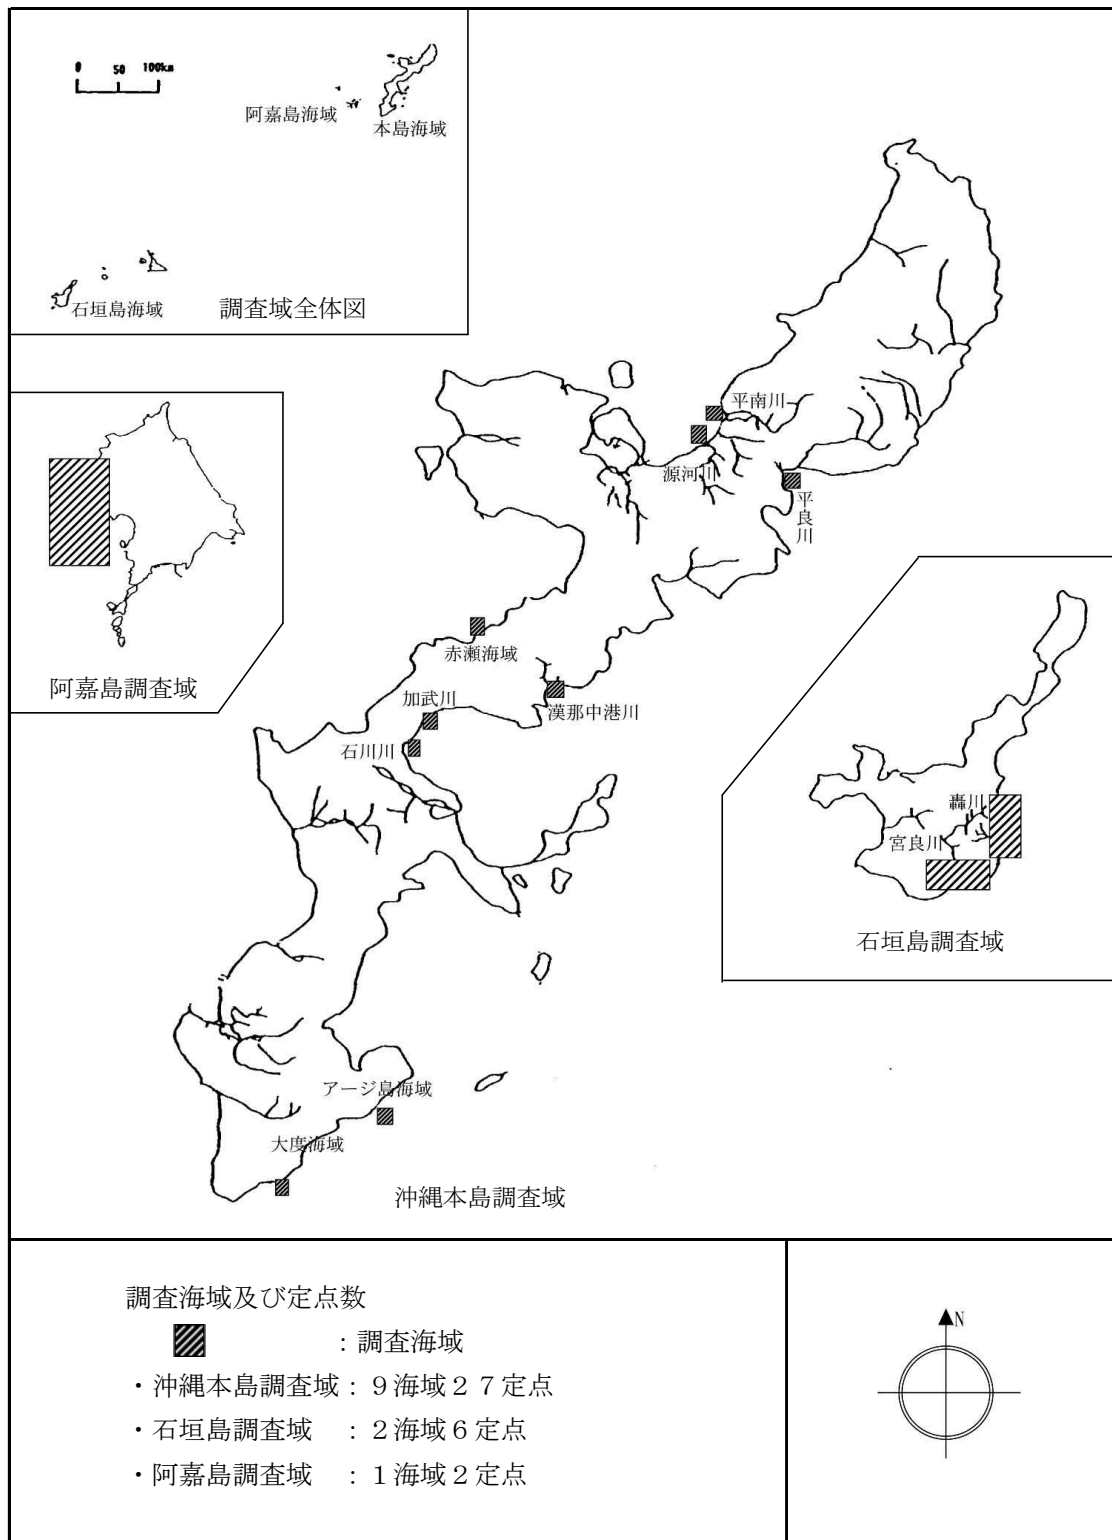 0 50 100km
阿嘉島海域
本島海域
石垣島海域
調査域全体図
平南川
源河川
平良川
阿嘉島調査域
赤瀬海域
加武川
漢那中港川
石川川
轟川
宮良川
石垣島調査域
アージ島海域
大度海域
沖縄本島調査域
調査海域及び定点数
：調査海域
・沖縄本島調査域：９海域２７定点
・石垣島調査域　：２海域６定点
・阿嘉島調査域　：１海域２定点
N